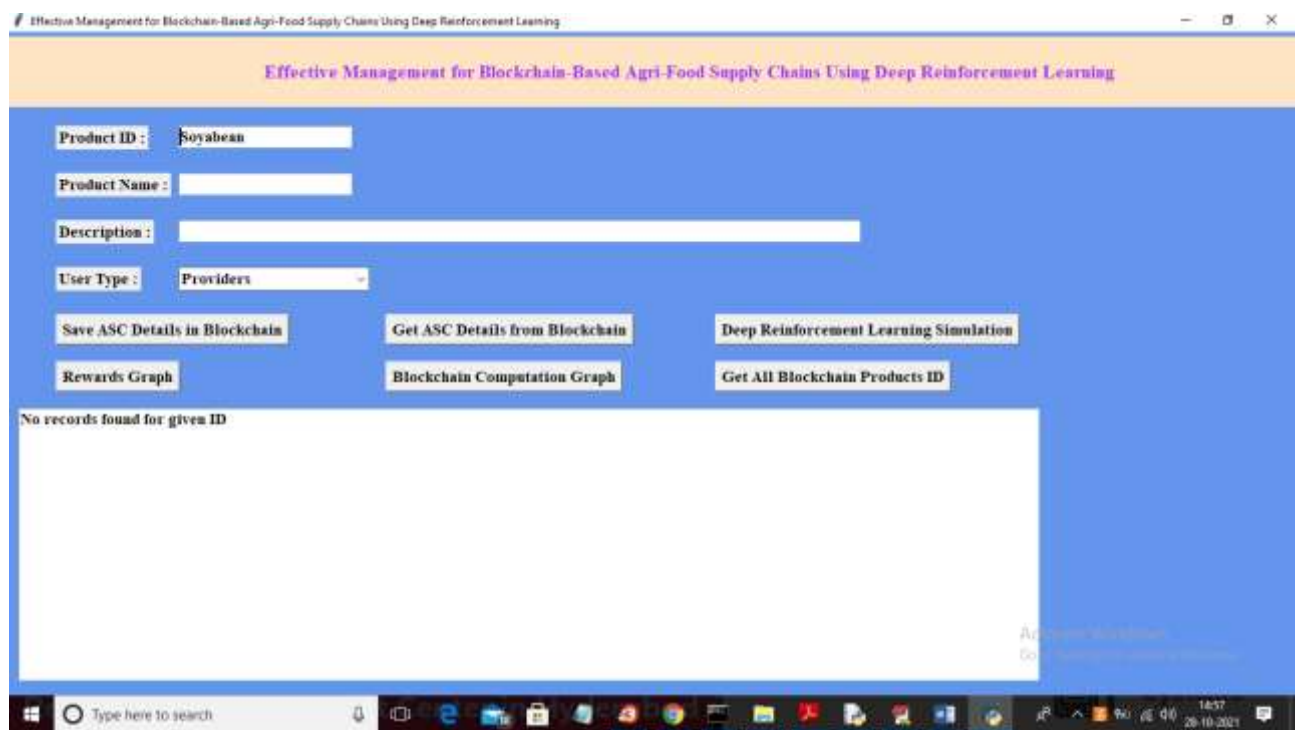 Effective Management for Blockchain-Based Agri-Food Supply Chains Using Deep Reinforcement Learning
Effective Management for Blockchain-Based Agri-Food Supply Chains Using Deep Reinforcement Learning
Product ID : Soyabean
Product Name :
Description :
User Type : Providers
Save ASC Details in Blockchain Get ASC Details from Blockchain Deep Reinforcement Learning Simulation
Rewards Graph Blockchain Computation Graph Get All Blockchain Products ID
No records found for given ID
Type here to search
14:57
28-10-2021